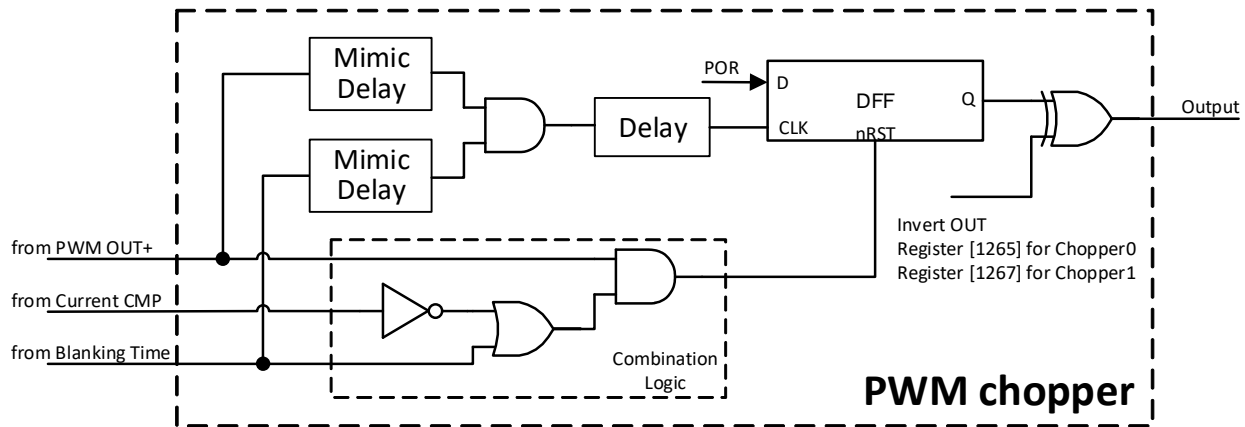 Mimic
Delay
Mimic
Delay
Delay
POR
D
DFF
Q
CLK
nRST
Output
Invert OUT
Register [1265] for Chopper0
Register [1267] for Chopper1
from PWM OUT+
from Current CMP
from Blanking Time
Combination
Logic
PWM chopper